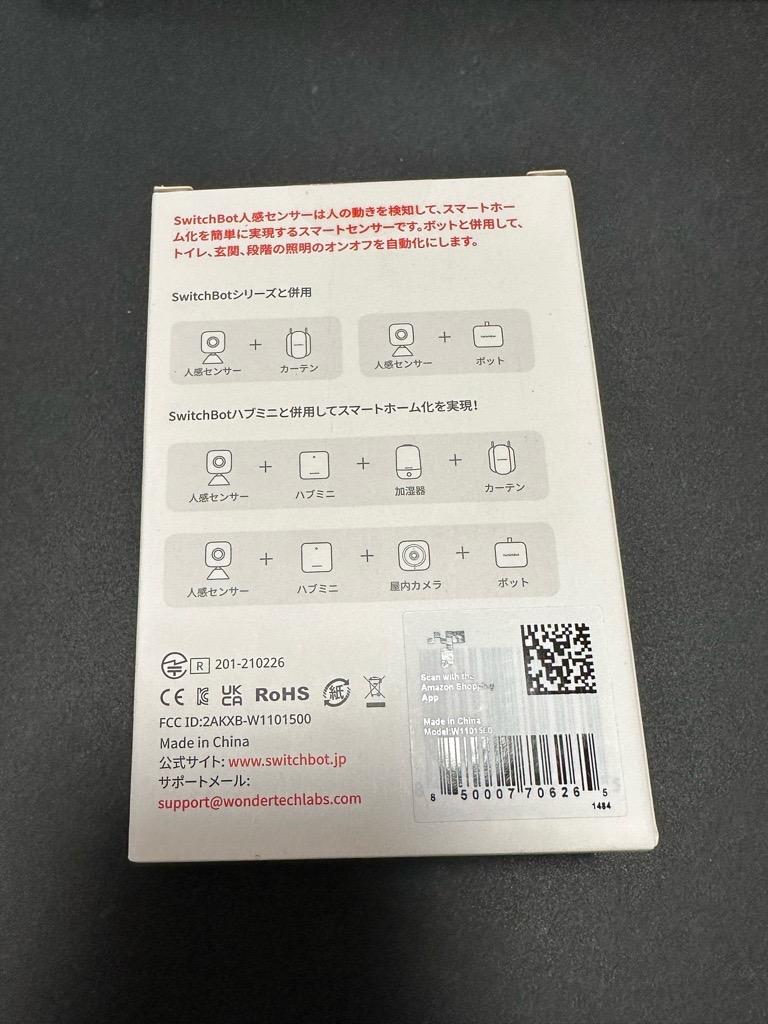 SwitchBot人感センサーは人の動きを検知して、スマートホー
ム化を簡単に実現するスマートセンサーです。ボットと併用して、
トイレ、玄関、段階の照明のオンオフを自動化にします。
SwitchBotシリーズと併用
人感センサー + カーテン
人感センサー + ボット
SwitchBotハブミニと併用してスマートホーム化を実現!
人感センサー + ハブミニ + 加湿器 + カーテン
人感センサー + ハブミニ + 屋内カメラ + ボット
R 201-210226
CE UKCA RoHS 紙
FCC ID:2AKXB-W1101500
Made in China
公式サイト: www.switchbot.jp
サポートメール:
support@wondertechlabs.com
Scan with the
Amazon Shopping
App
Made in China
8 50007 70626 5
1484